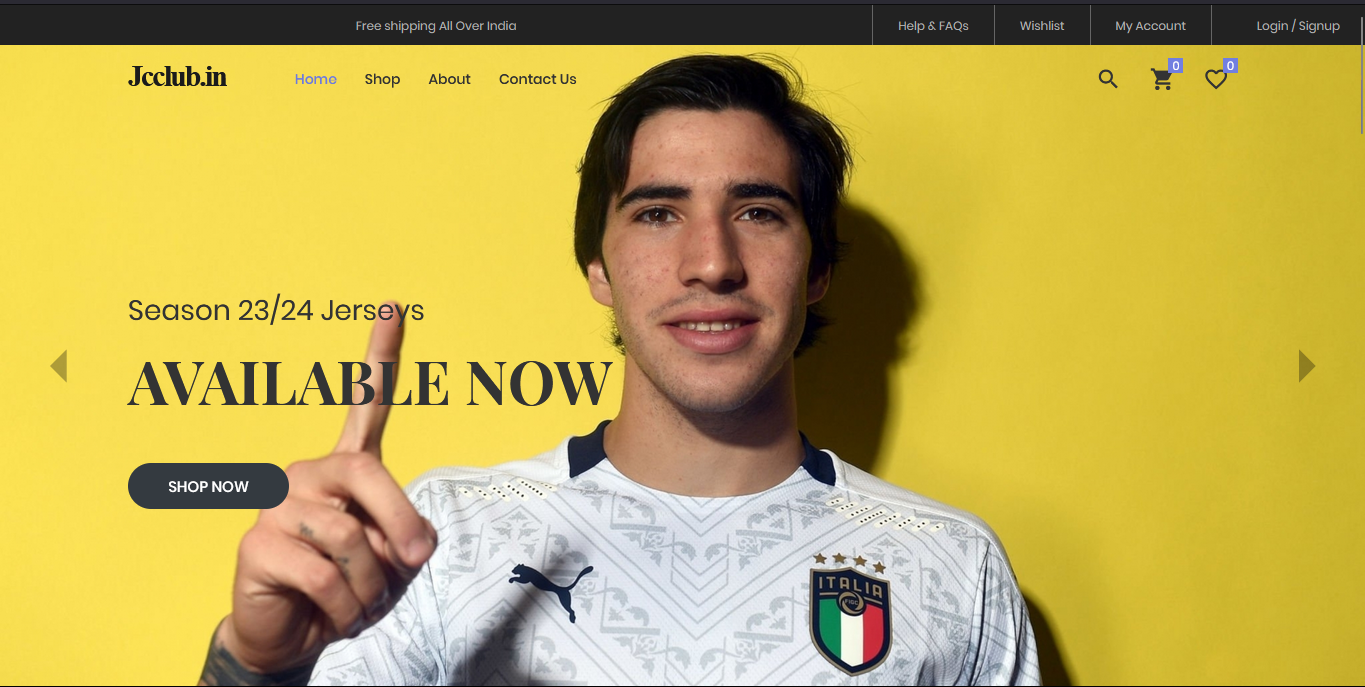 Free shipping All Over India
Help & FAQs
Wishlist
My Account
Login / Signup
Jcclub.in
Home
Shop
About
Contact Us
0
0
Season 23/24 Jerseys
AVAILABLE NOW
SHOP NOW
ITALIA
FIGC